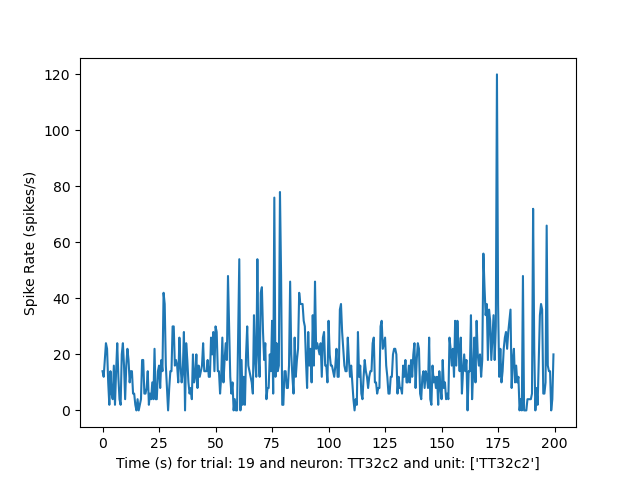 120
100
80
60
40
20
0
Spike Rate (spikes/s)
0 25 50 75 100 125 150 175 200
Time (s) for trial: 19 and neuron: TT32c2 and unit: ['TT32c2']